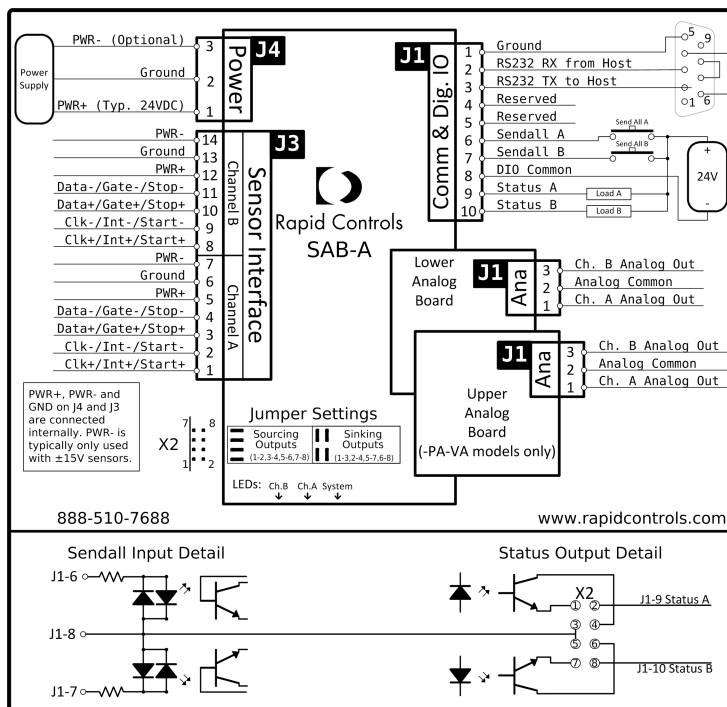 PWR- (Optional)
Ground
PWR+ (Typ. 24VDC)
Power Supply
3
2
1
Power
J4
PWR-
Ground
PWR+
Data-/Gate-/Stop-
Data+/Gate+/Stop+
Clk-/Int-/Start-
Clk+/Int+/Start+
PWR-
Ground
PWR+
Data-/Gate-/Stop-
Data+/Gate+/Stop+
Clk-/Int-/Start-
Clk+/Int+/Start+
14
13
12
11
10
9
8
7
6
5
4
3
2
1
Channel B
Channel A
Sensor Interface
J3
Rapid Controls
SAB-A
J1
Comm & Dig. IO
1
2
3
4
5
6
7
8
9
10
Ground
RS232 RX from Host
RS232 TX to Host
Reserved
Reserved
Sendall A
Sendall B
DIO Common
Status A
Status B
5
9
1
6
Send All A
Send All B
Load A
Load B
+
24V
-
Lower
Analog
Board
J1
Ana
3
2
1
Ch. B Analog Out
Analog Common
Ch. A Analog Out
J1
Ana
3
2
1
Ch. B Analog Out
Analog Common
Ch. A Analog Out
Upper
Analog
Board
(-PA-VA models only)
PWR+, PWR- and
GND on J4 and J3
are connected
internally. PWR- is
typically only used
with ±15V sensors.
X2
7
8
1
2
Jumper Settings
Sourcing
Outputs
(1-2,3-4,5-6,7-8)
Sinking
Outputs
(1-3,2-4,5-7,6-8)
LEDs: Ch.B Ch.A System
888-510-7688
www.rapidcontrols.com
Sendall Input Detail
J1-6
J1-8
J1-7
Status Output Detail
X2
1 2
3 4
5 6
7 8
J1-9 Status A
J1-10 Status B